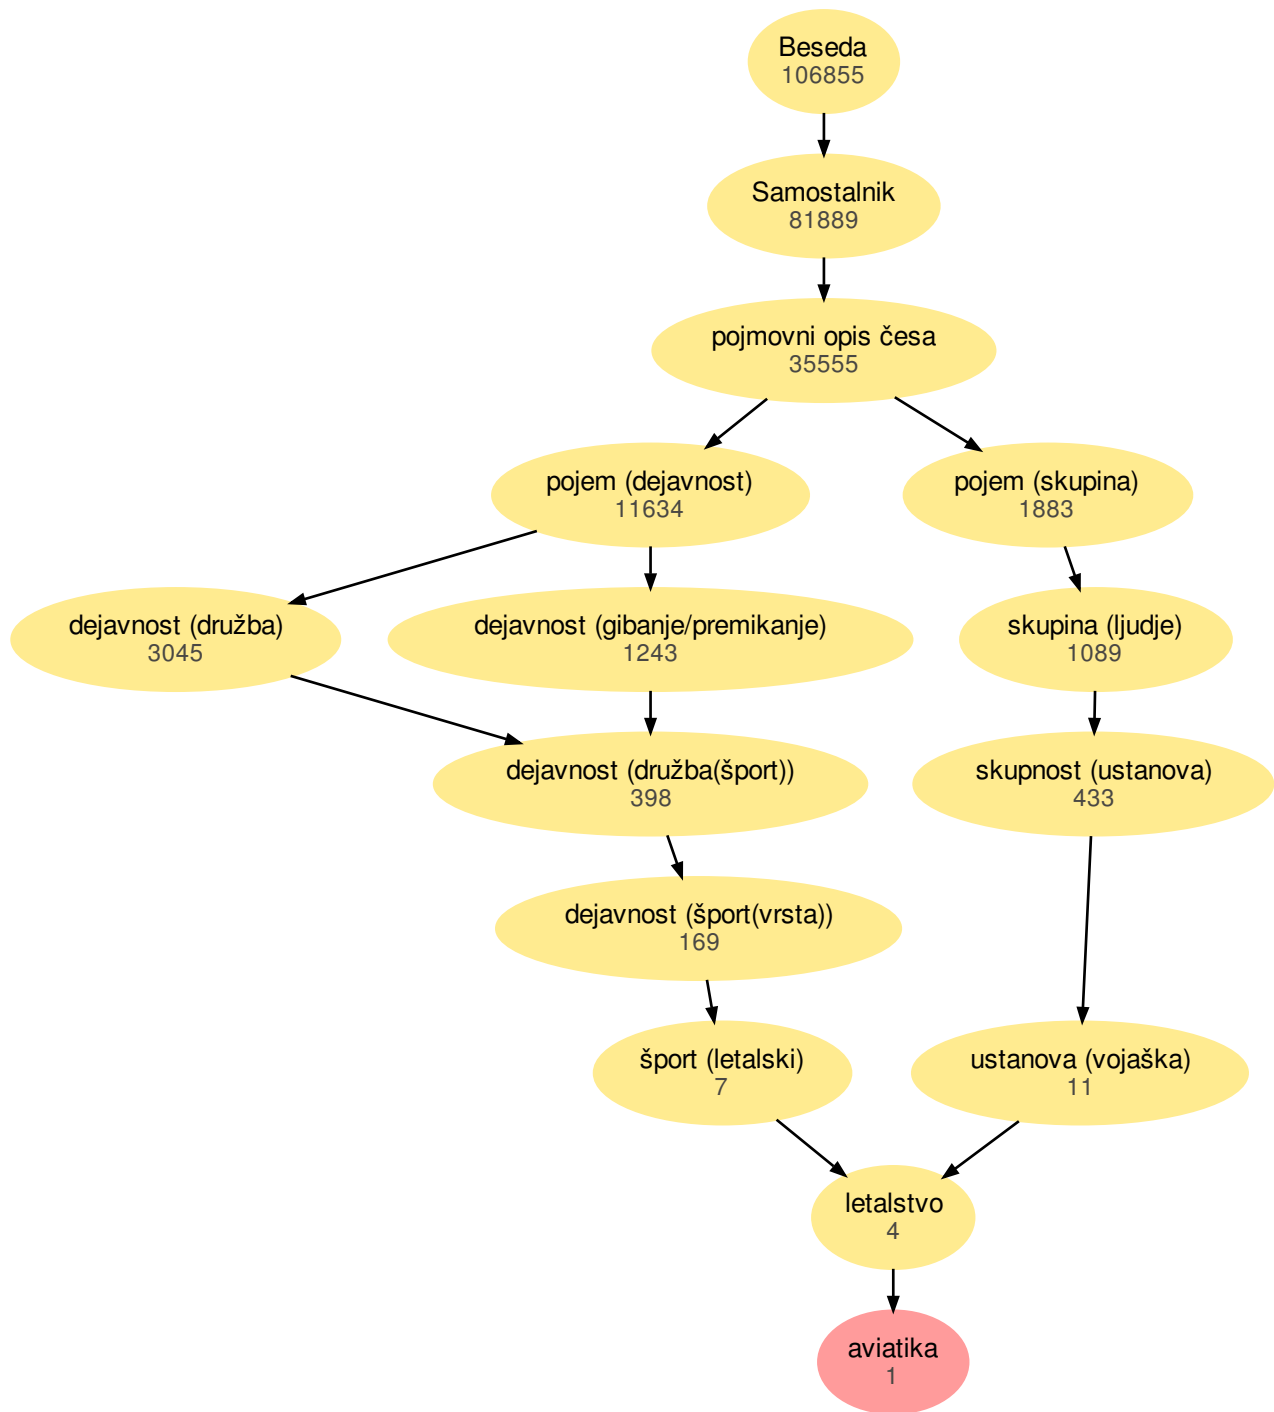 Beseda
106855
Samostalnik
81889
pojmovni opis česa
35555
pojem (dejavnost)
11634
pojem (skupina)
1883
dejavnost (družba)
3045
dejavnost (gibanje/premikanje)
1243
skupina (ljudje)
1089
dejavnost (družba(šport))
398
skupnost (ustanova)
433
dejavnost (šport(vrsta))
169
šport (letalski)
7
ustanova (vojaška)
11
letalstvo
4
aviatika
1